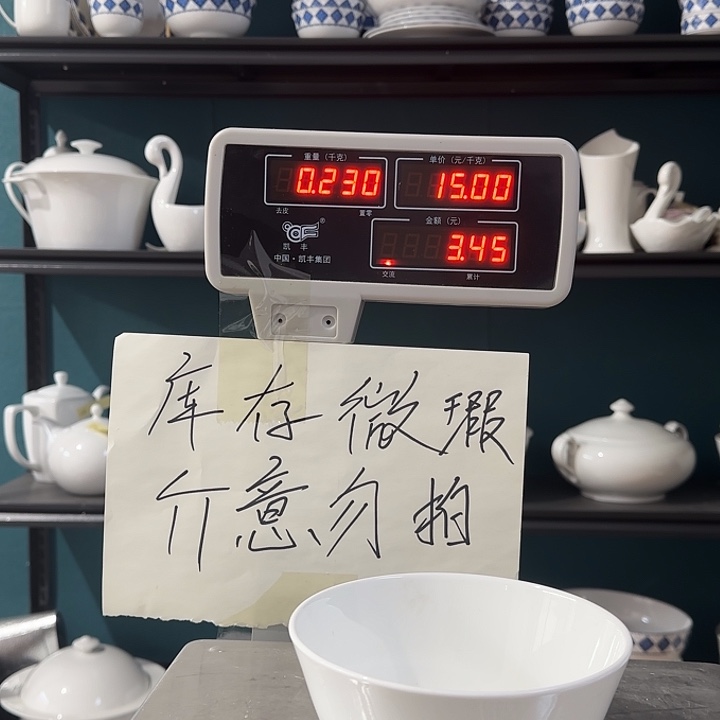 重量（千克）
单价（元/千克）
0.230
15.00
去皮
置零
金额（元）
3.45
凯丰
®
中国·凯丰集团
交流
累计
库存微瑕
介意勿拍